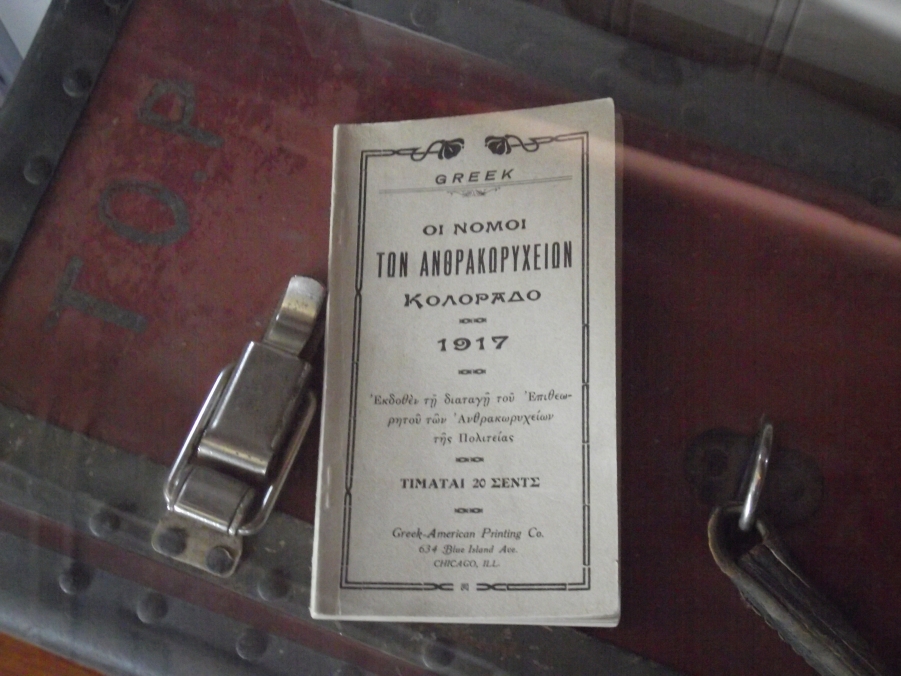 T.O.P
GREEK
ΟΙ ΝΟΜΟΙ
ΤΩΝ ΑΝΘΡΑΚΟΡΥΧΕΙΩΝ
ΚΟΛΟΡΑΔΟ
1917
Ἐκδοθὲν τῇ διαταγῇ τοῦ Ἐπιθεω-
ρητοῦ τῶν Ἀνθρακωρυχείων
τῆς Πολιτείας
ΤΙΜΑΤΑΙ 20 ΣΕΝΤΣ
Greek-American Printing Co.
634 Blue Island Ave.
CHICAGO, ILL.